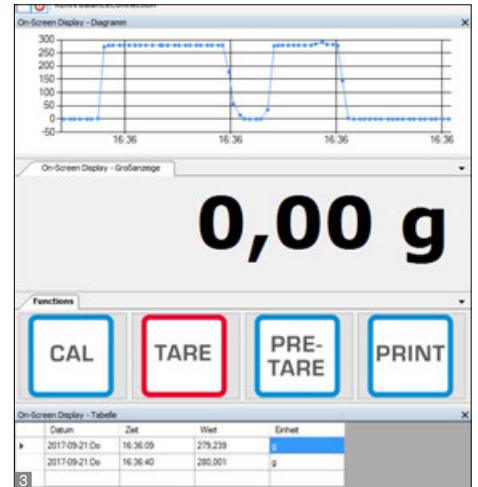 KERN BalanceConnection
On-Screen Display - Diagramm
300
250
200
150
100
50
0
-50
16:36 16:36 16:36 16:36
On-Screen Display - Großanzeige
0,00 g
Functions
CAL TARE PRE-TARE PRINT
On-Screen Display - Tabelle
Datum Zeit Wert Einheit
2017-09-21:Do 16:36:09 279,239 g
2017-09-21:Do 16:36:40 280,001 g
3